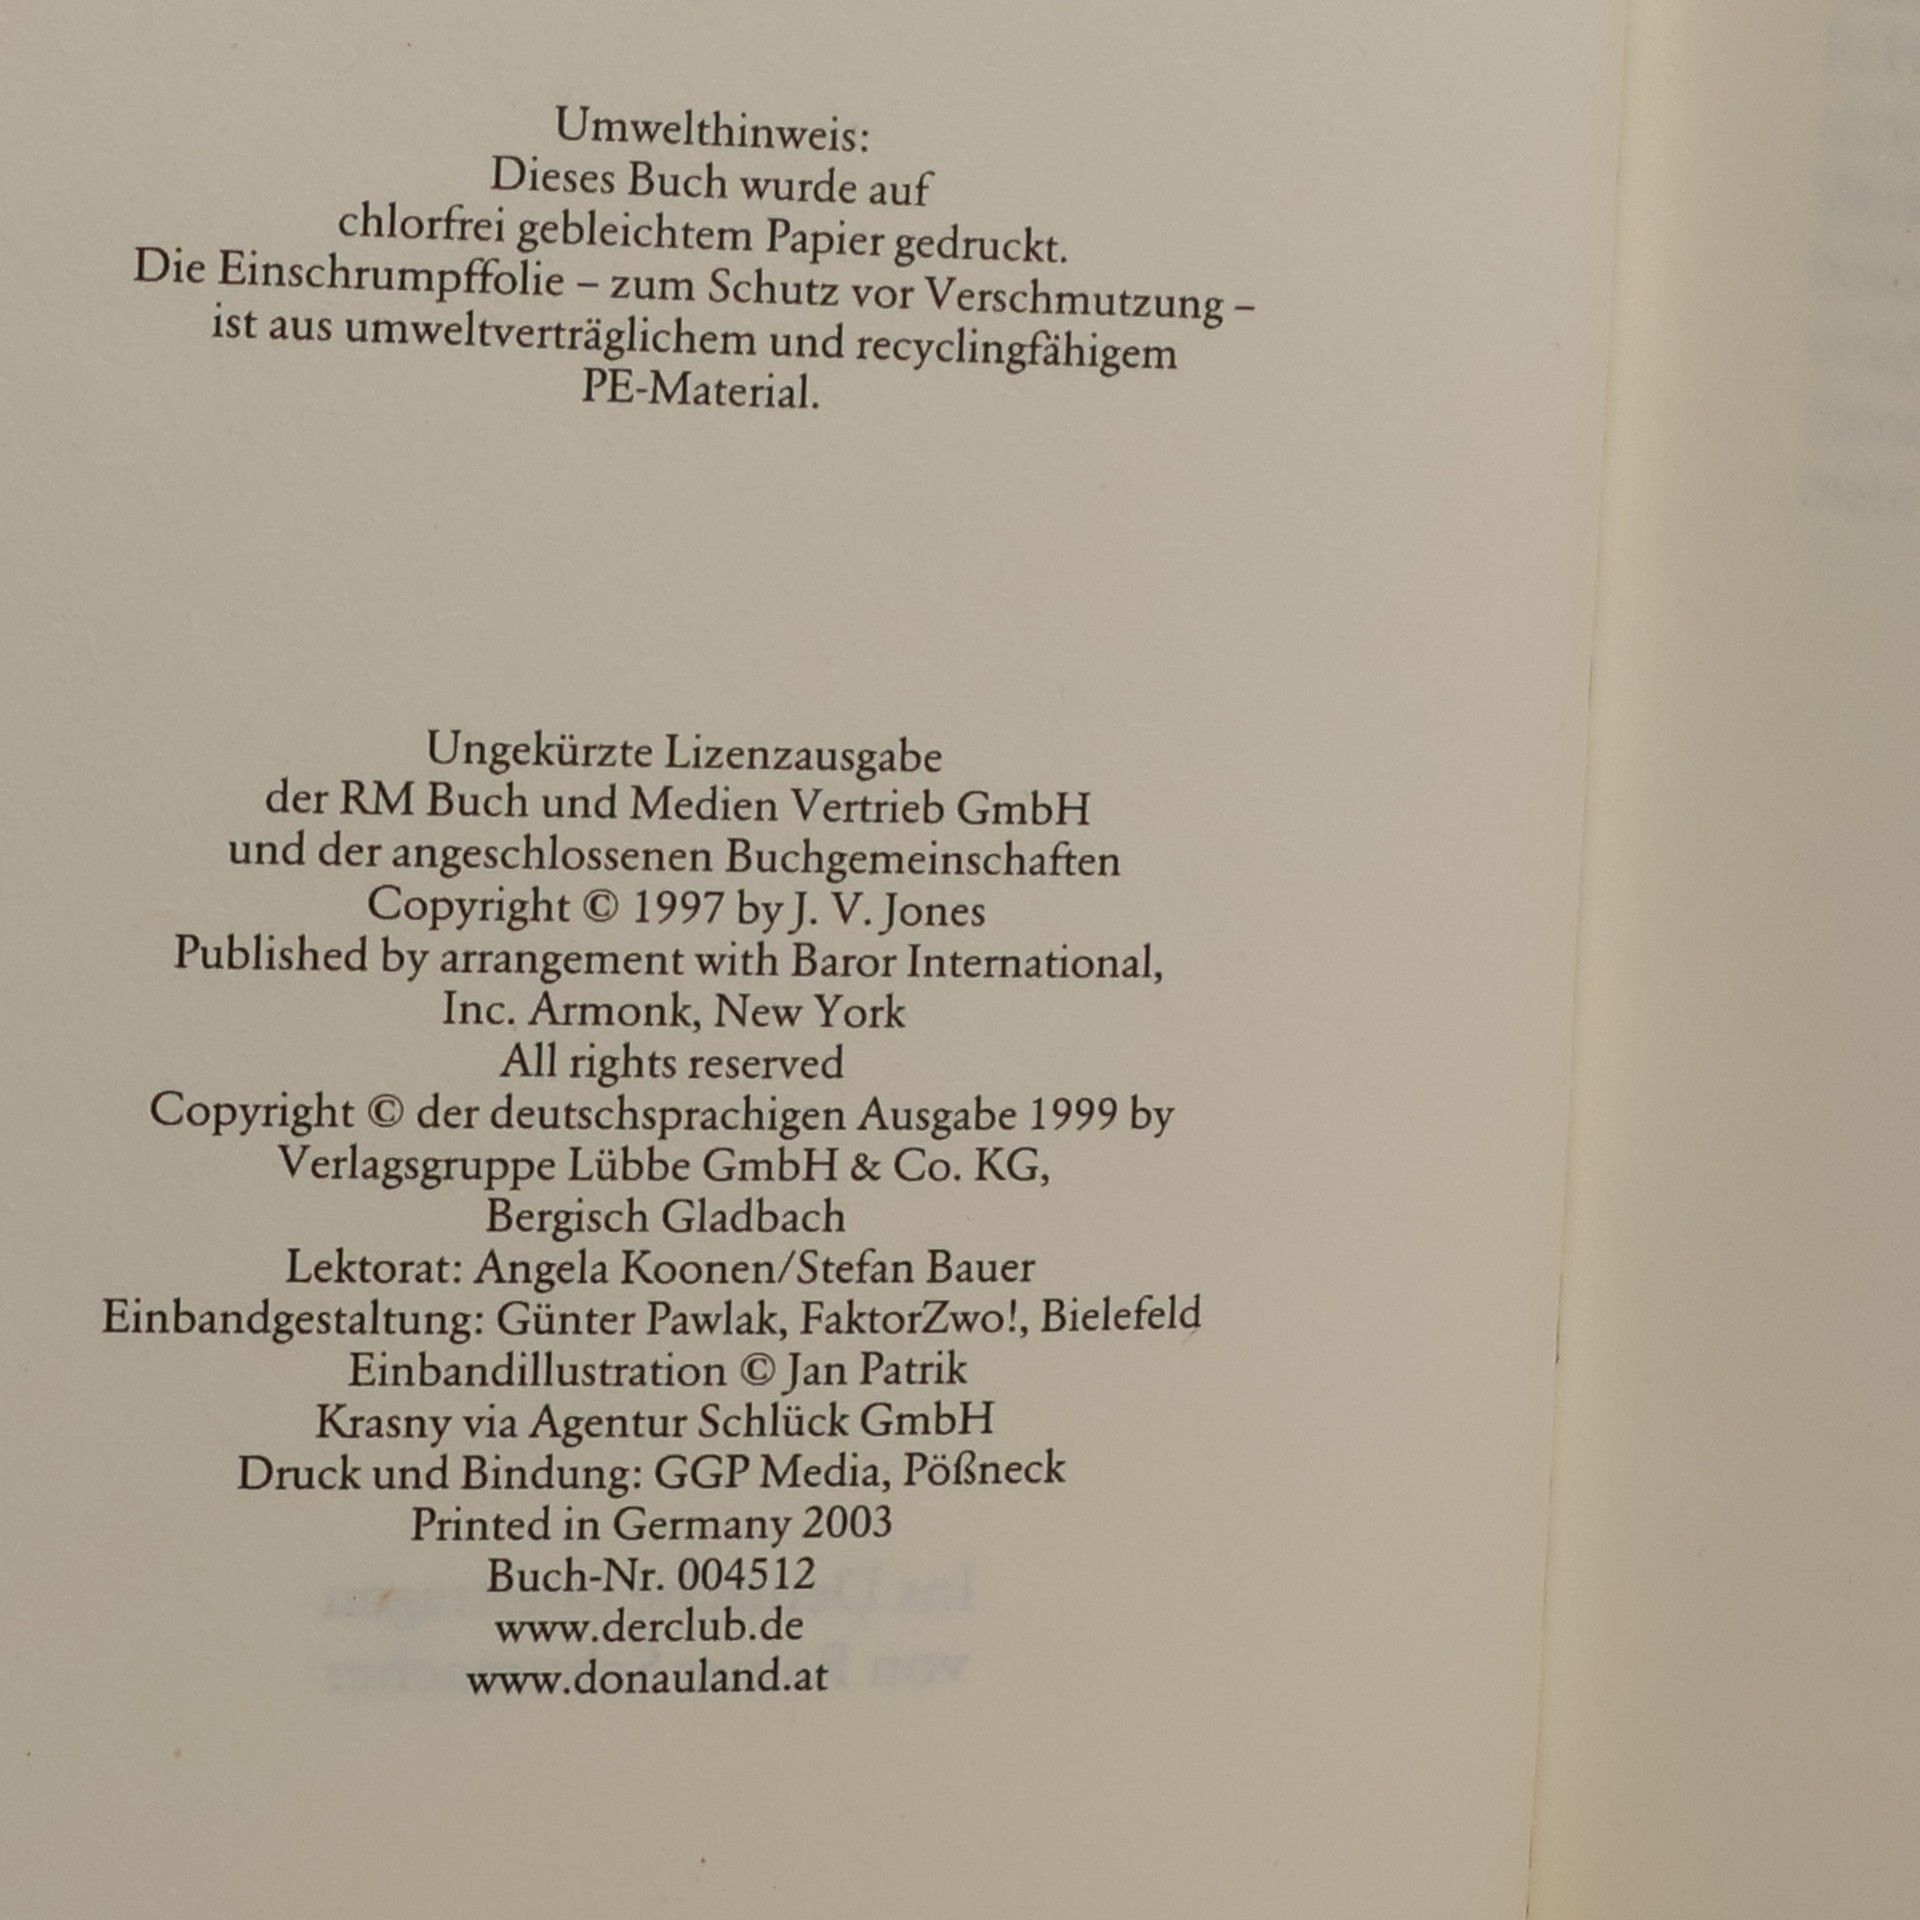 Umwelthinweis:
Dieses Buch wurde auf
chlorfrei gebleichtem Papier gedruckt.
Die Einschrumpffolie – zum Schutz vor Verschmutzung –
ist aus umweltverträglichem und recyclingfähigem
PE-Material.
Ungekürzte Lizenzausgabe
der RM Buch und Medien Vertrieb GmbH
und der angeschlossenen Buchgemeinschaften
Copyright © 1997 by J. V. Jones
Published by arrangement with Baror International,
Inc. Armonk, New York
All rights reserved
Copyright © der deutschsprachigen Ausgabe 1999 by
Verlagsgruppe Lübbe GmbH & Co. KG,
Bergisch Gladbach
Lektorat: Angela Koonen/Stefan Bauer
Einbandgestaltung: Günter Pawlak, FaktorZwo!, Bielefeld
Einbandillustration © Jan Patrik
Krasny via Agentur Schlück GmbH
Druck und Bindung: GGP Media, Pößneck
Printed in Germany 2003
Buch-Nr. 004512
www.derclub.de
www.donauland.at